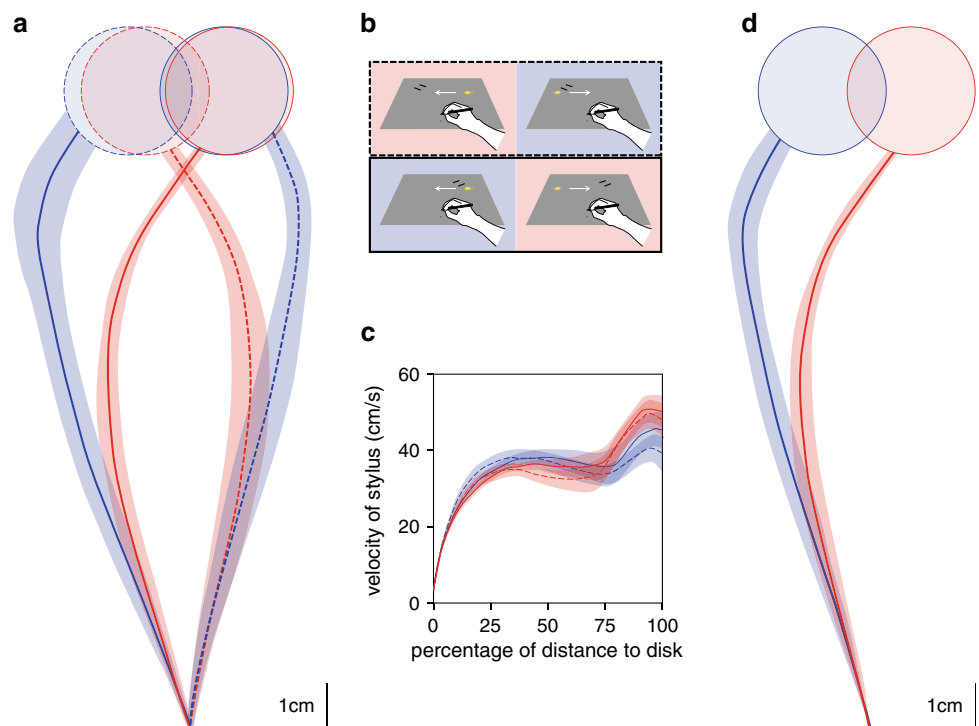 a
b
d
c
60
40
20
0
velocity of stylus (cm/s)
0 25 50 75 100
percentage of distance to disk
1cm
1cm